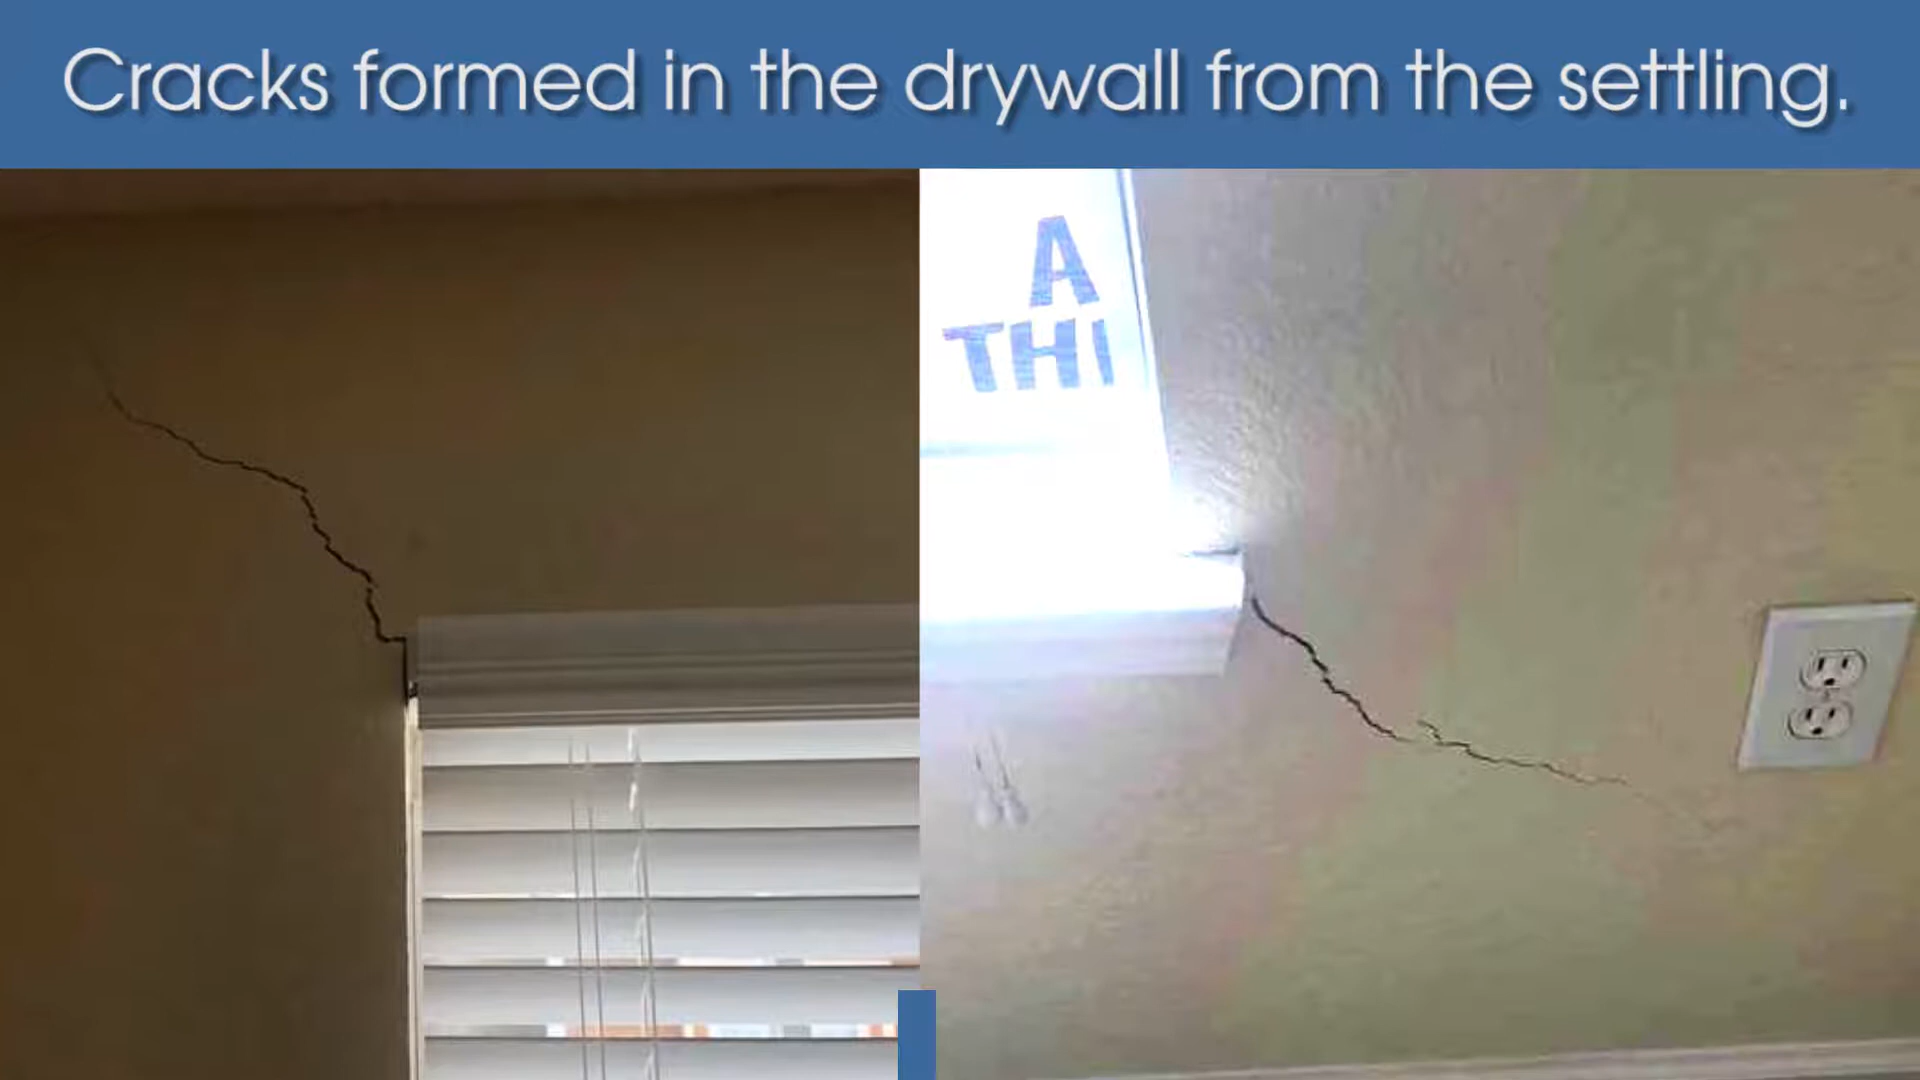 Cracks formed in the drywall from the settling.
A
THI